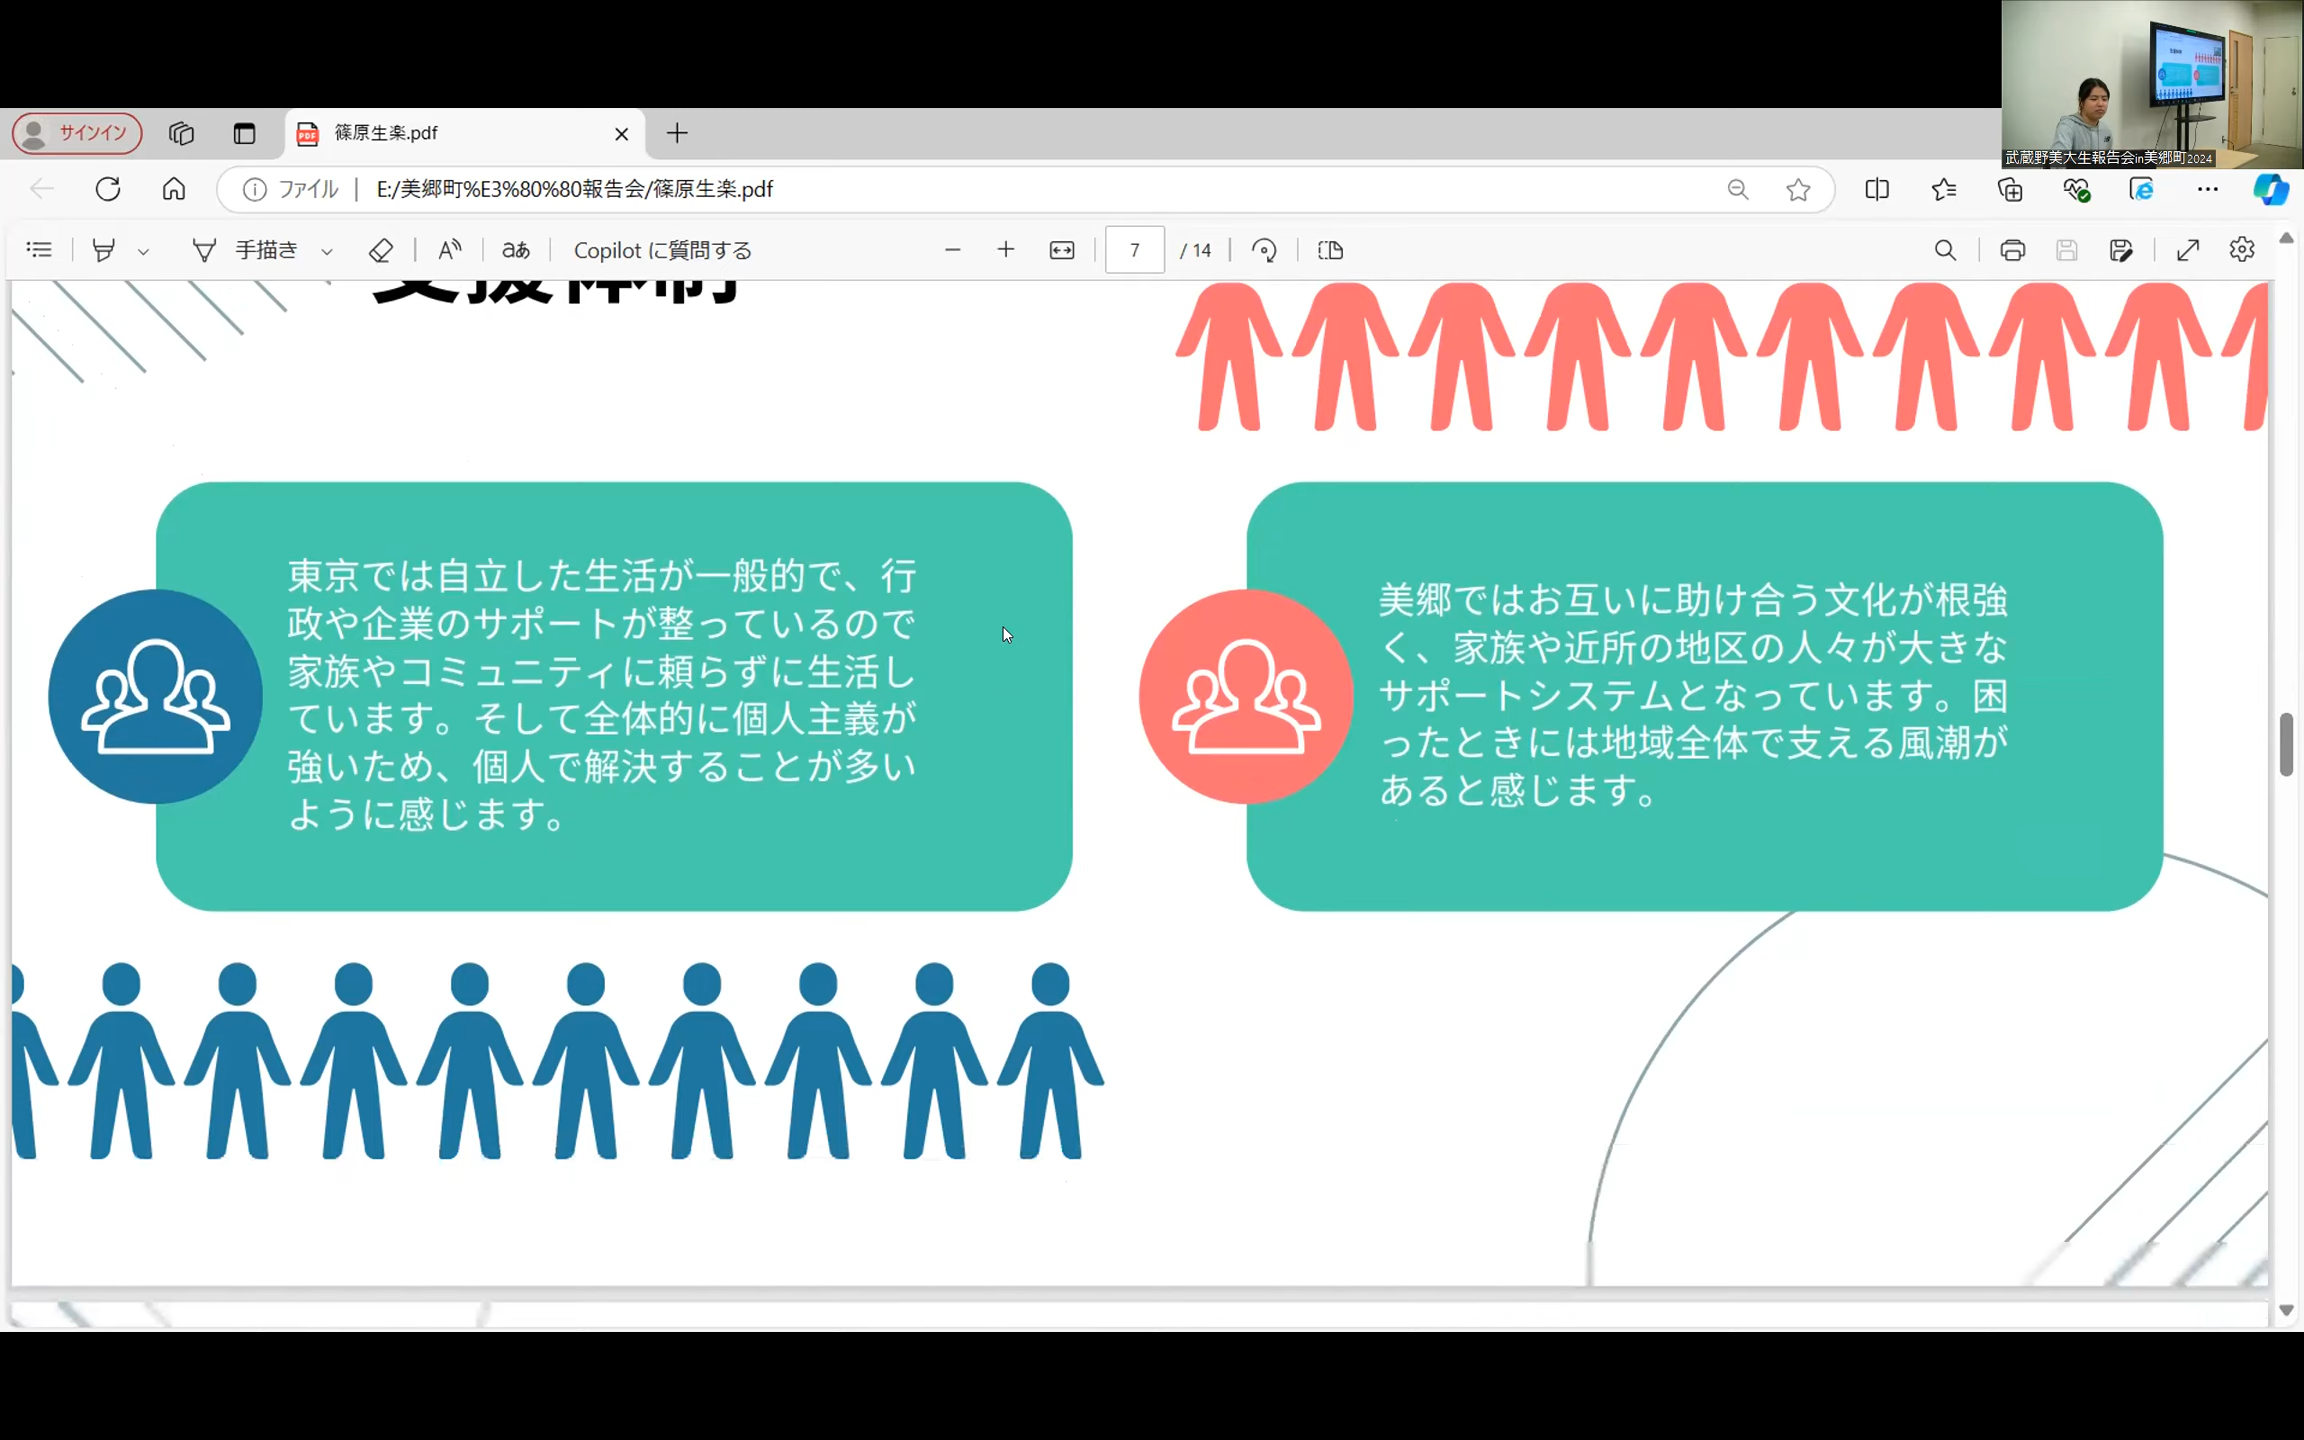 サインイン
篠原生楽.pdf
武蔵野美大生報告会in美郷町2024
ファイル
E:/美郷町%E3%80%80報告会/篠原生楽.pdf
手描き
aあ
Copilot に質問する
7
/ 14
支援体制
東京では自立した生活が一般的で、行
政や企業のサポートが整っているので
家族やコミュニティに頼らずに生活し
ています。そして全体的に個人主義が
強いため、個人で解決することが多い
ように感じます。
美郷ではお互いに助け合う文化が根強
く、家族や近所の地区の人々が大きな
サポートシステムとなっています。困
ったときには地域全体で支える風潮が
あると感じます。